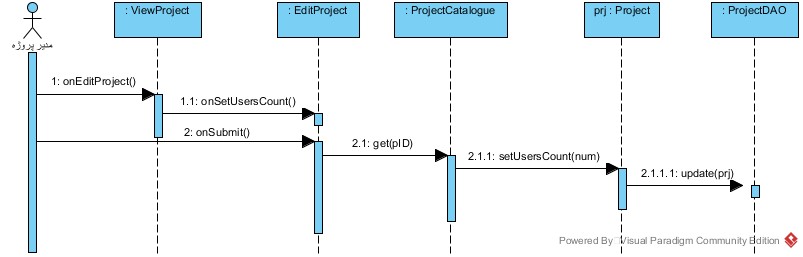 : ViewProject
: EditProject
: ProjectCatalogue
prj : Project
: ProjectDAO
مدیر پروژه
1: onEditProject()
1.1: onSetUsersCount()
2: onSubmit()
2.1: get(pID)
2.1.1: setUsersCount(num)
2.1.1.1: update(prj)
Powered By : Visual Paradigm Community Edition